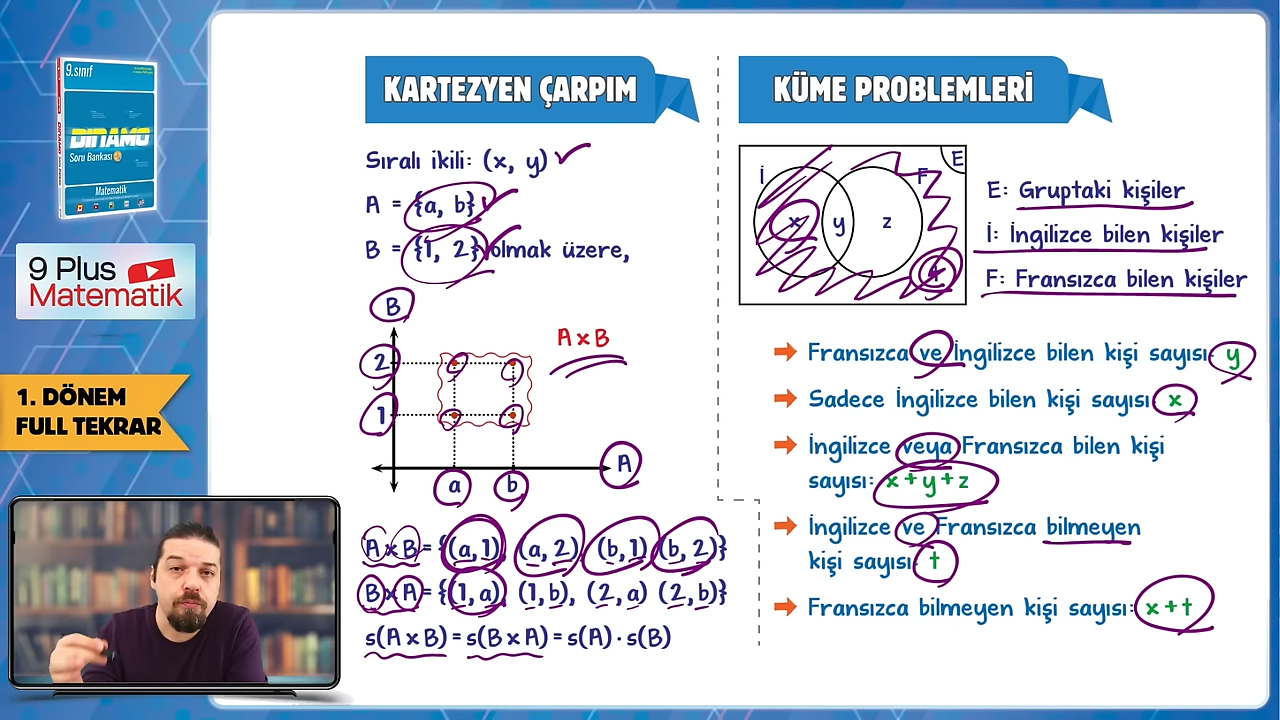 9.sınıf
DİNAMO
Soru Bankası
Matematik
9 Plus
Matematik
1. DÖNEM
FULL TEKRAR
KARTEZYEN ÇARPIM
Sıralı ikili: (x, y)
A = {a, b}
B = {1, 2} olmak üzere,
B
A x B
2
1
A
a b
A x B = {(a, 1) (a, 2) (b, 1) (b, 2)}
B x A = {(1, a), (1, b), (2, a) (2, b)}
s(A x B) = s(B x A) = s(A) · s(B)
KÜME PROBLEMLERİ
E
İ F
x y z
t
E: Gruptaki kişiler
İ: İngilizce bilen kişiler
F: Fransızca bilen kişiler
Fransızca ve İngilizce bilen kişi sayısı: y
Sadece İngilizce bilen kişi sayısı: x
İngilizce veya Fransızca bilen kişi
sayısı: x + y + z
İngilizce ve Fransızca bilmeyen
kişi sayısı: t
Fransızca bilmeyen kişi sayısı: x + t